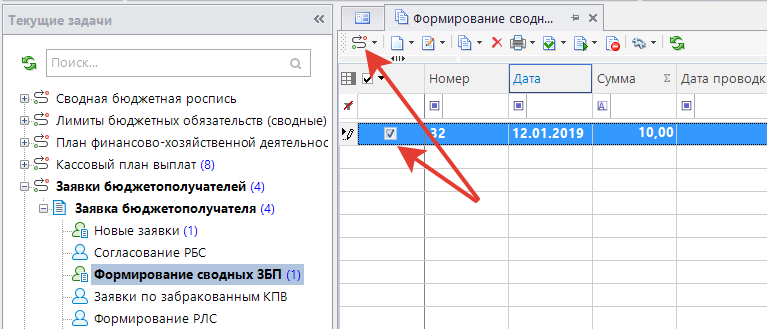 Текущие задачи
Поиск...
Сводная бюджетная роспись
Лимиты бюджетных обязательств (сводные)
План финансово-хозяйственной деятельнос
Кассовый план выплат (8)
Заявки бюджетополучателей (4)
Заявка бюджетополучателя (4)
Новые заявки (1)
Согласование РБС
Формирование сводных ЗБП (1)
Заявки по забракованным КПВ
Формирование РЛС
Формирование сводн...
Номер Дата Сумма Σ Дата проводк
32 12.01.2019 10,00